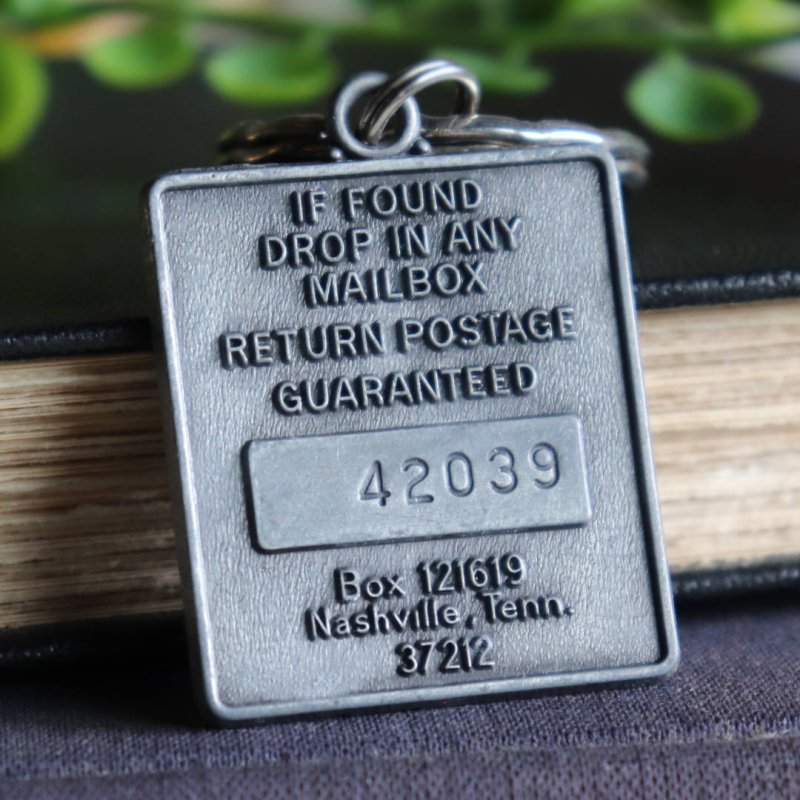 IF FOUND
DROP IN ANY
MAILBOX
RETURN POSTAGE
GUARANTEED
42039
Box 121619
Nashville, Tenn.
37212